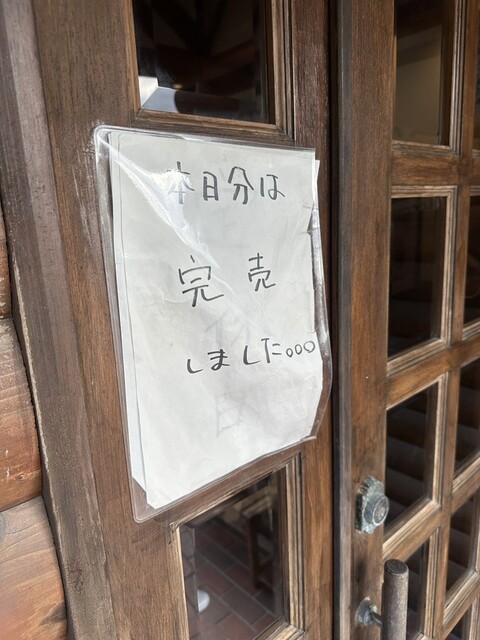 本日分は
完売
しました。。。